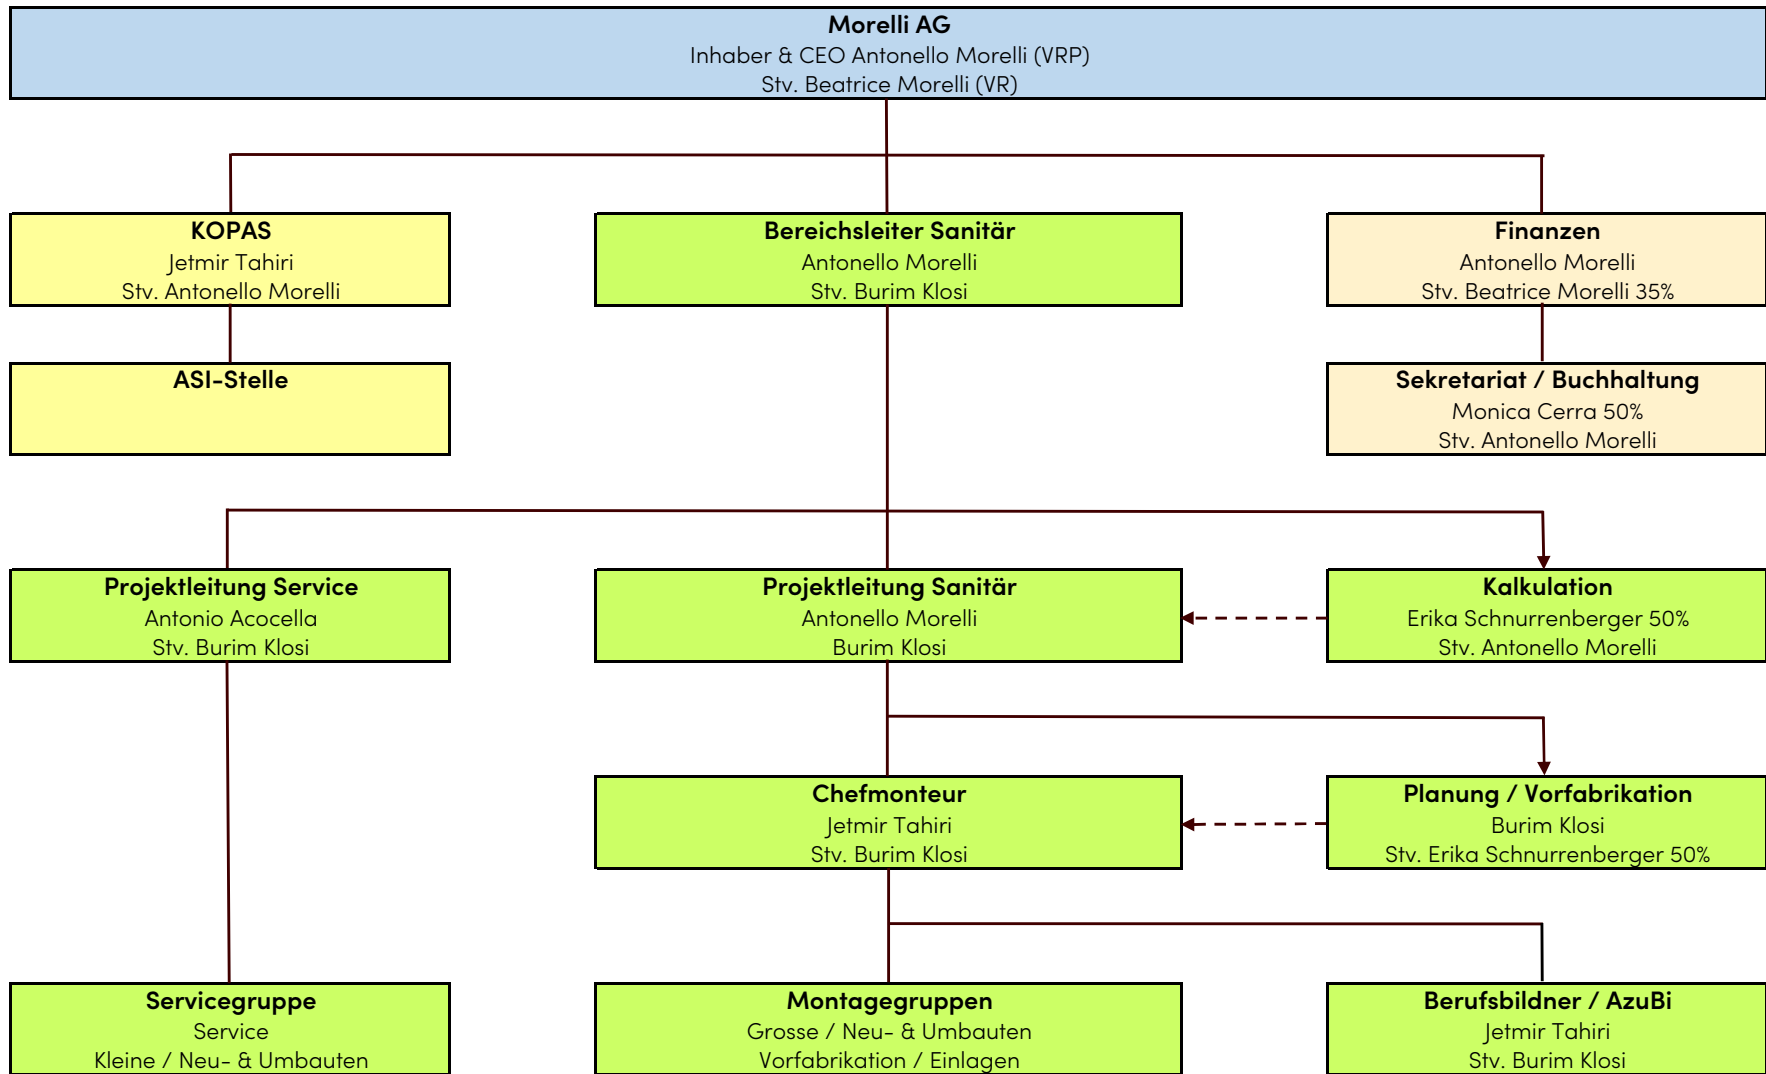 Morelli AG
Inhaber & CEO Antonello Morelli (VRP)
Stv. Beatrice Morelli (VR)
KOPAS
Jetmir Tahiri
Stv. Antonello Morelli
Bereichsleiter Sanitär
Antonello Morelli
Stv. Burim Klosi
Finanzen
Antonello Morelli
Stv. Beatrice Morelli 35%
ASI-Stelle
Sekretariat / Buchhaltung
Monica Cerra 50%
Stv. Antonello Morelli
Projektleitung Service
Antonio Acocella
Stv. Burim Klosi
Projektleitung Sanitär
Antonello Morelli
Burim Klosi
Kalkulation
Erika Schnurrenberger 50%
Stv. Antonello Morelli
Chefmonteur
Jetmir Tahiri
Stv. Burim Klosi
Planung / Vorfabrikation
Burim Klosi
Stv. Erika Schnurrenberger 50%
Servicegruppe
Service
Kleine / Neu- & Umbauten
Montagegruppen
Grosse / Neu- & Umbauten
Vorfabrikation / Einlagen
Berufsbildner / AzuBi
Jetmir Tahiri
Stv. Burim Klosi